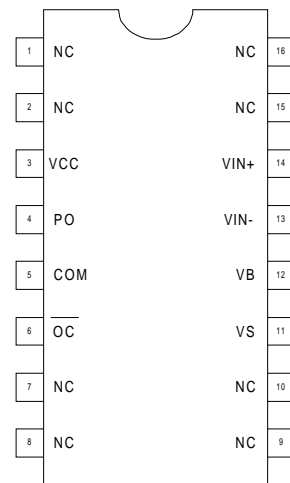 1 NC NC 16
2 NC NC 15
3 VCC VIN+ 14
4 PO VIN- 13
5 COM VB 12
6 O̅C̅ VS 11
7 NC NC 10
8 NC NC 9